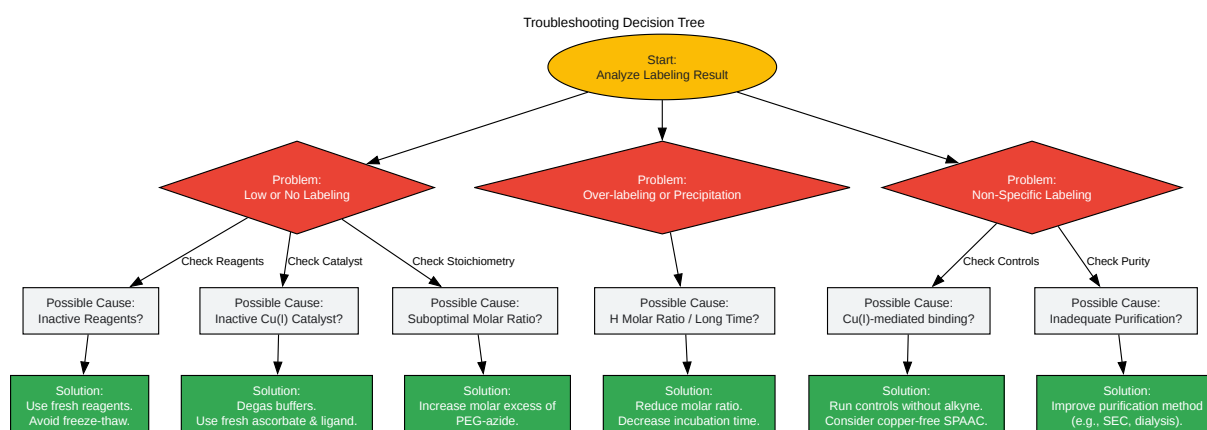 Troubleshooting Decision Tree
Start:
Analyze Labeling Result
Problem:
Low or No Labeling
Problem:
Over-labeling or Precipitation
Problem:
Non-Specific Labeling
Check Reagents
Check Catalyst
Check Stoichiometry
Check Controls
Check Purity
Possible Cause:
Inactive Reagents?
Possible Cause:
Inactive Cu(I) Catalyst?
Possible Cause:
Suboptimal Molar Ratio?
Possible Cause:
H Molar Ratio / Long Time?
Possible Cause:
Cu(I)-mediated binding?
Possible Cause:
Inadequate Purification?
Solution:
Use fresh reagents.
Avoid freeze-thaw.
Solution:
Degas buffers.
Use fresh ascorbate & ligand.
Solution:
Increase molar excess of
PEG-azide.
Solution:
Reduce molar ratio.
Decrease incubation time.
Solution:
Run controls without alkyne.
Consider copper-free SPAAC.
Solution:
Improve purification method
(e.g., SEC, dialysis).